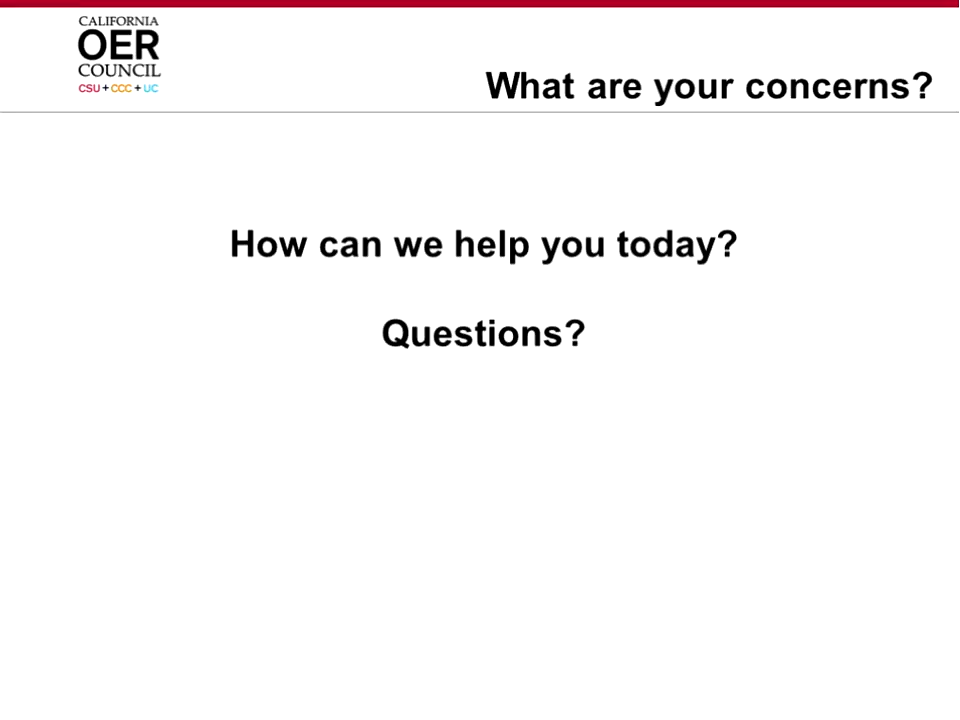 CALIFORNIA
OER
COUNCIL
CSU + CCC + UC
What are your concerns?
How can we help you today?
Questions?